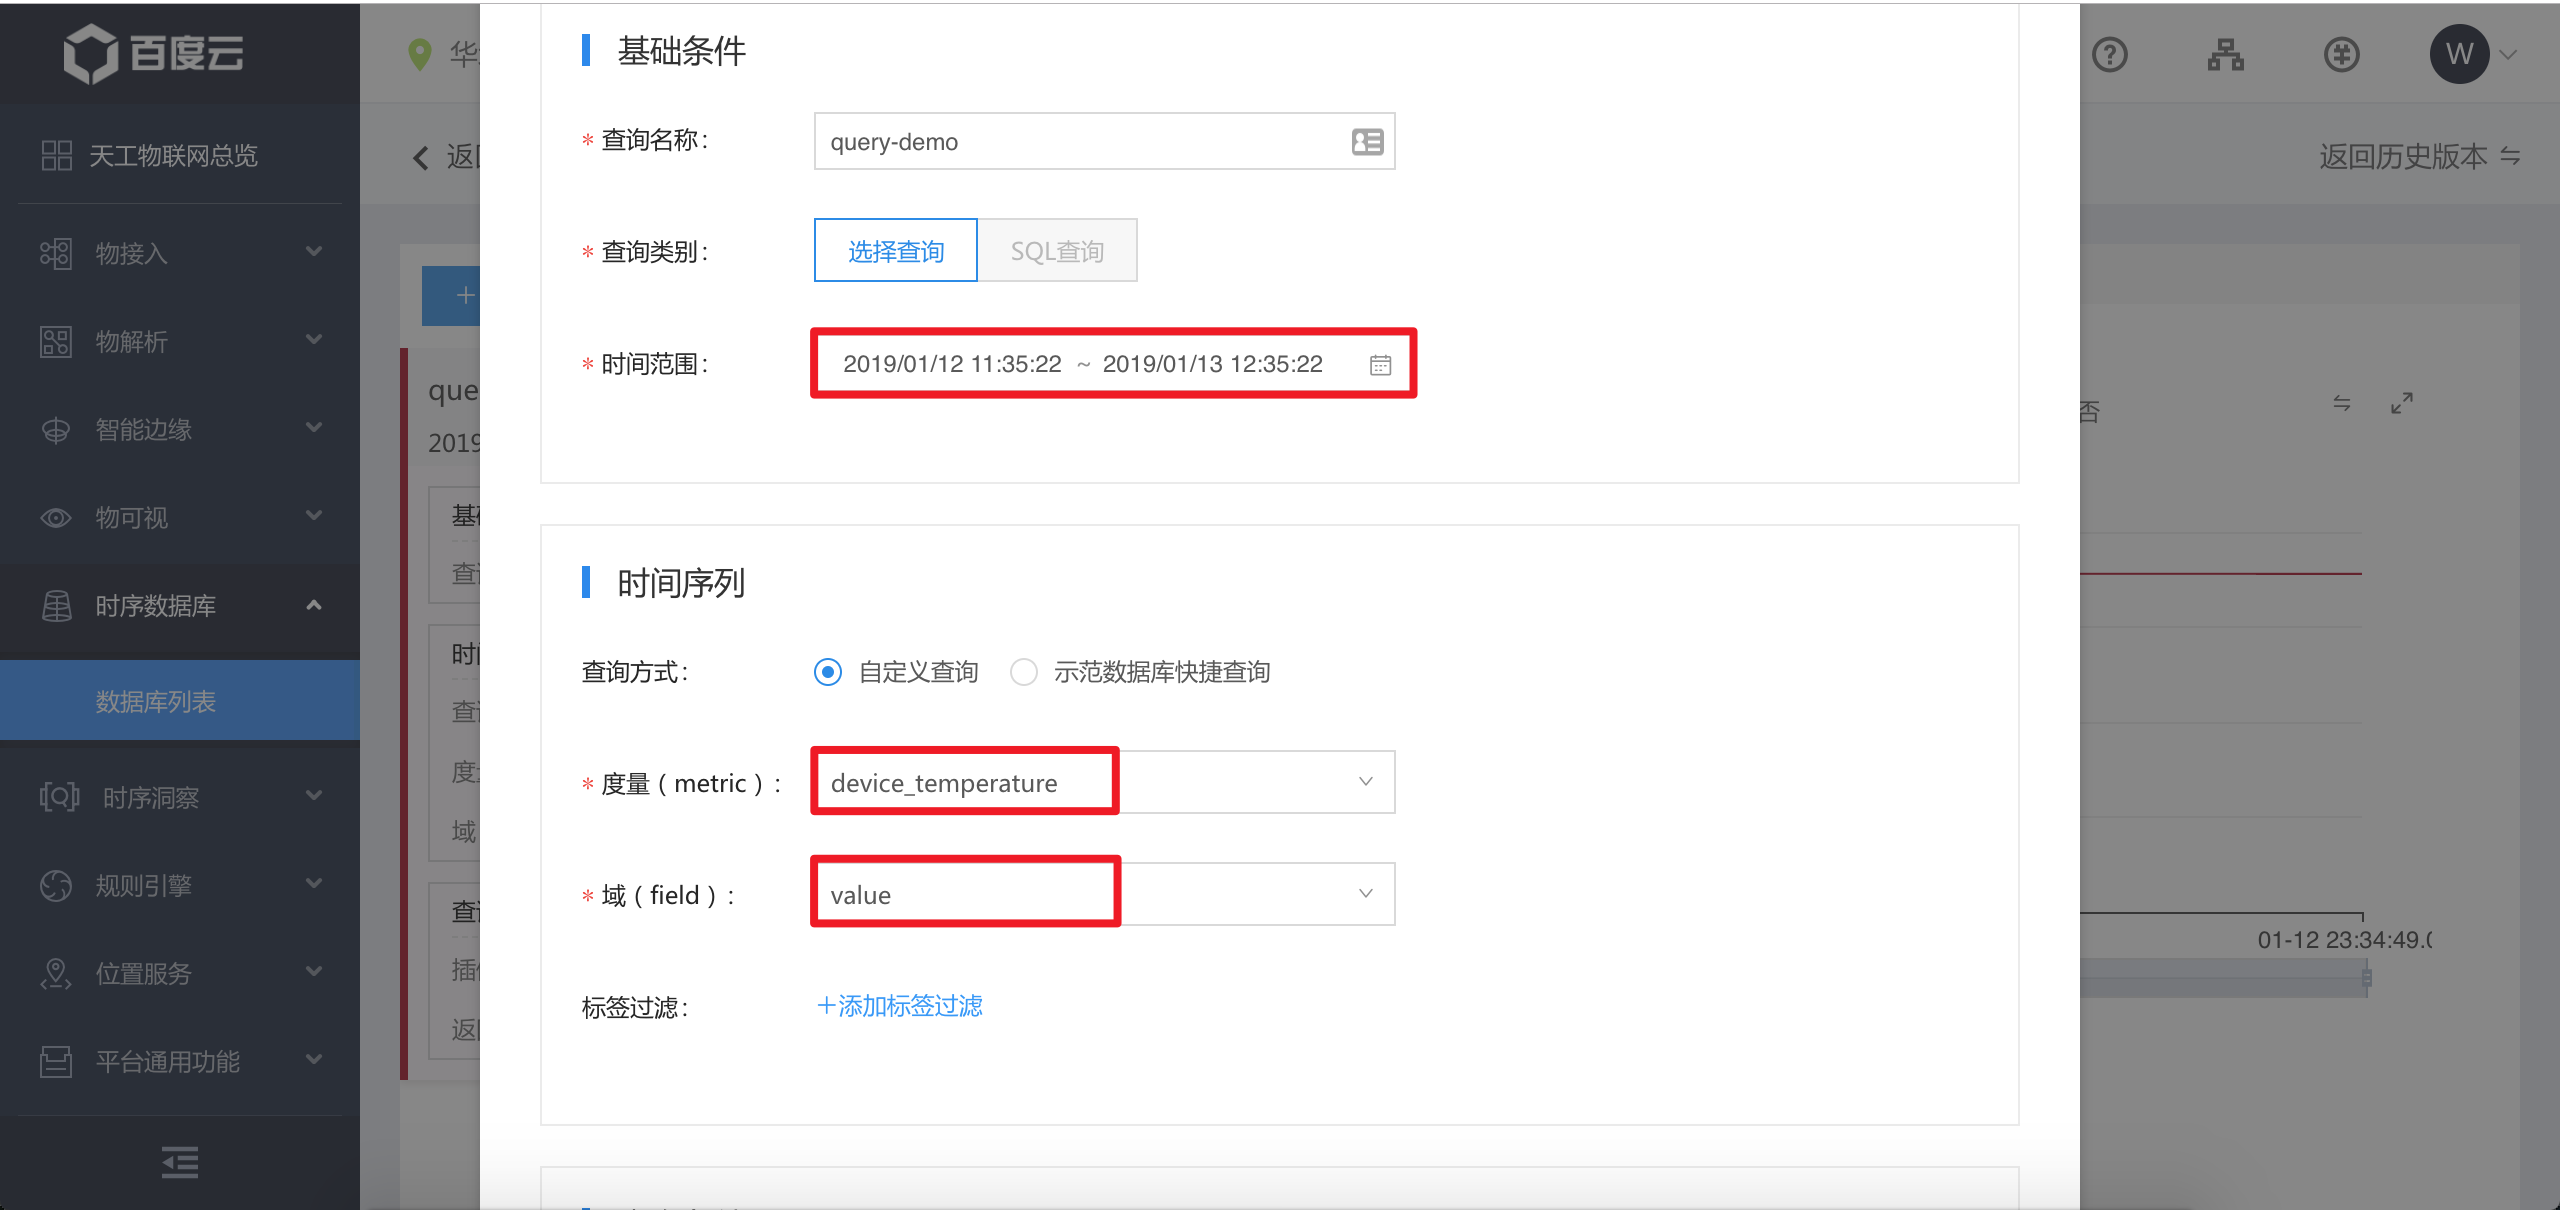 百度云
天工物联网总览
物接入
物解析
智能边缘
物可视
时序数据库
数据库列表
时序洞察
规则引擎
位置服务
平台通用功能
华
返回历史版本
W
返
que
2019
基
查
时
查
度
域
查
插
返
基础条件
* 查询名称:
query-demo
* 查询类别:
选择查询
SQL查询
* 时间范围:
2019/01/12 11:35:22 ~ 2019/01/13 12:35:22
时间序列
查询方式:
自定义查询
示范数据库快捷查询
* 度量（metric）:
device_temperature
* 域（field）:
value
标签过滤:
+添加标签过滤
否
01-12 23:34:49.0